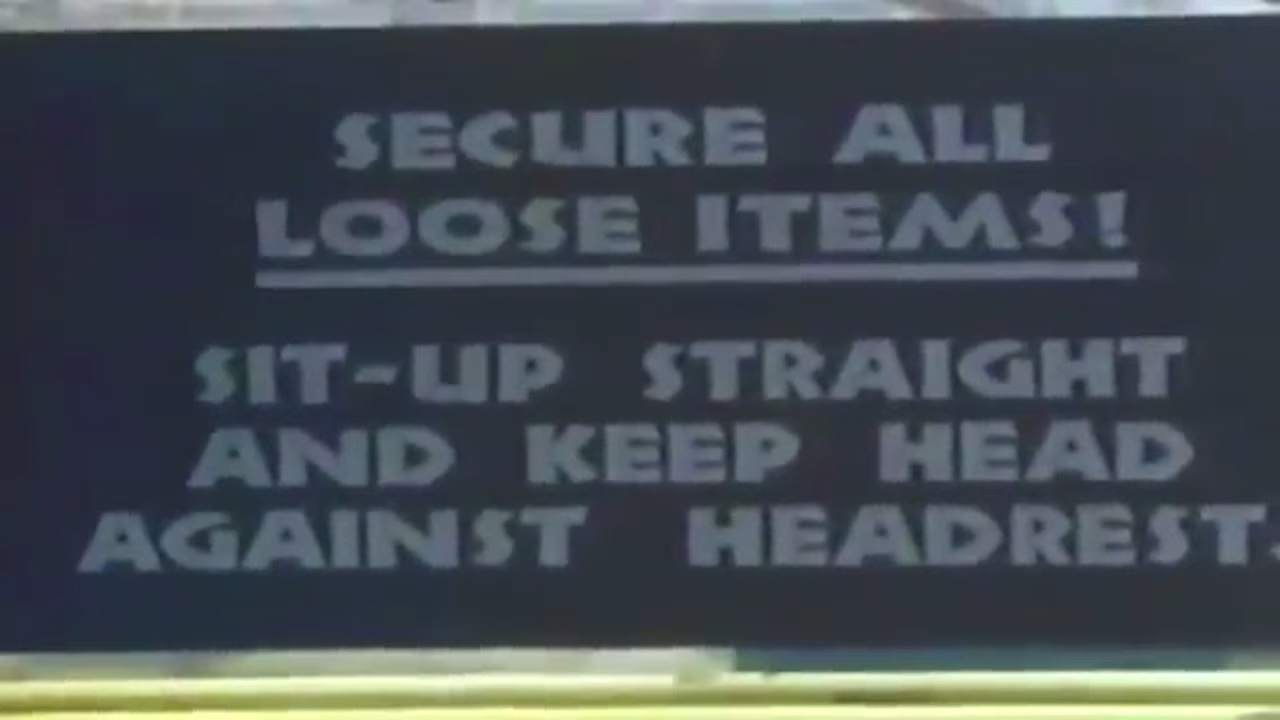 SECURE ALL
LOOSE ITEMS!
SIT-UP STRAIGHT
AND KEEP HEAD
AGAINST HEADREST.